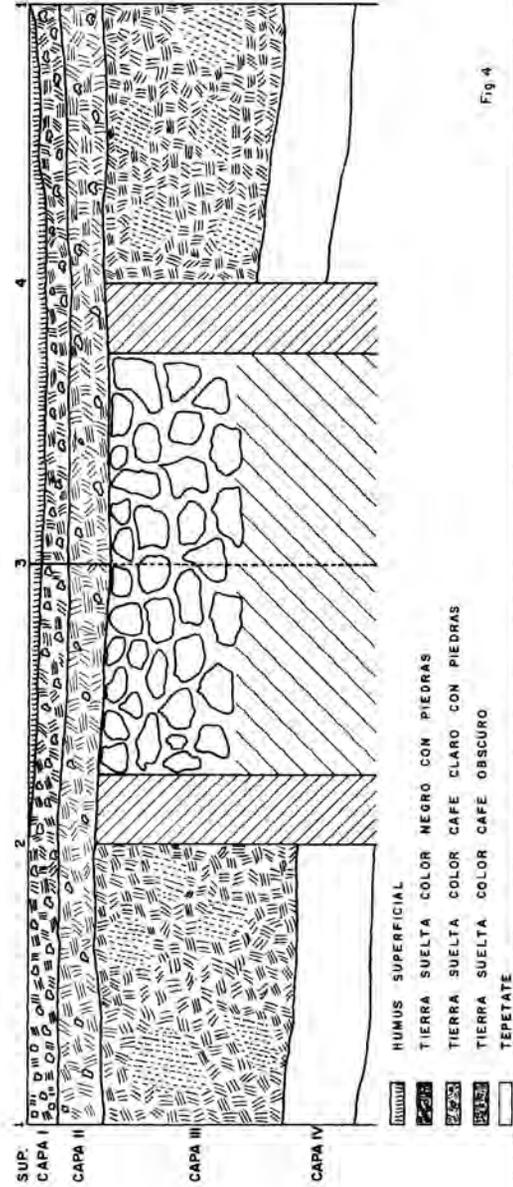 1 2 3 4 5
SUP.
CAPA I
CAPA II
CAPA III
CAPA IV
HUMUS SUPERFICIAL
TIERRA SUELTA COLOR NEGRO CON PIEDRAS
TIERRA SUELTA COLOR CAFE CLARO CON PIEDRAS
TIERRA SUELTA COLOR CAFE OBSCURO
TEPETATE
Fig 4